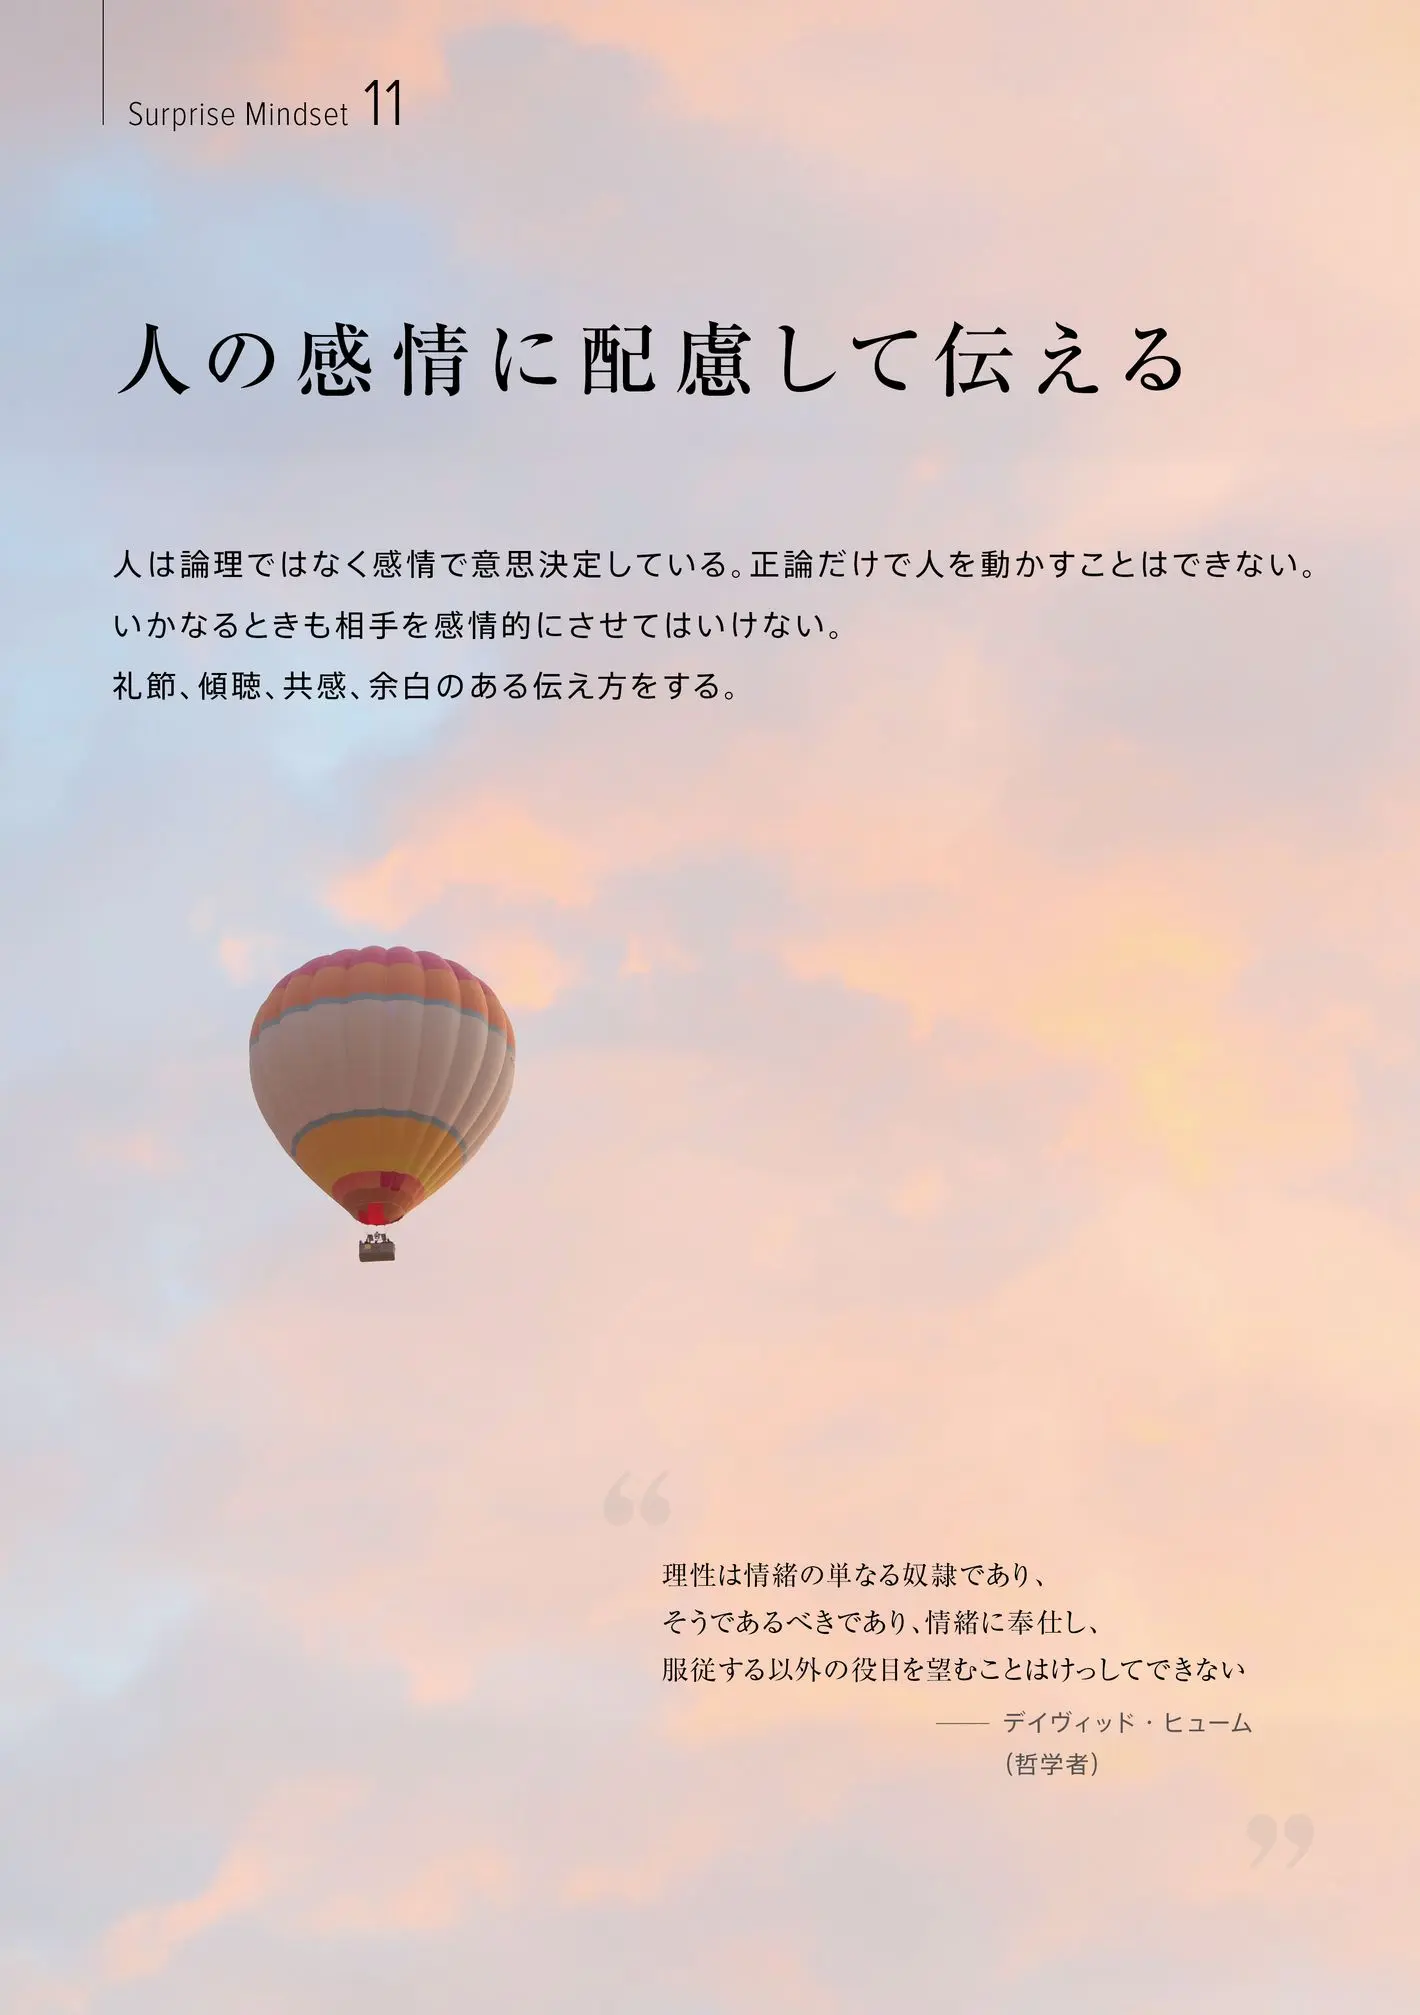 Surprise Mindset 11
人の感情に配慮して伝える
人は論理ではなく感情で意思決定している。正論だけで人を動かすことはできない。
いかなるときも相手を感情的にさせてはいけない。
礼節、傾聴、共感、余白のある伝え方をする。
“
理性は情緒の単なる奴隷であり、
そうであるべきであり、情緒に奉仕し、
服従する以外の役目を望むことはけっしてできない
—— デイヴィッド・ヒューム
(哲学者)
”